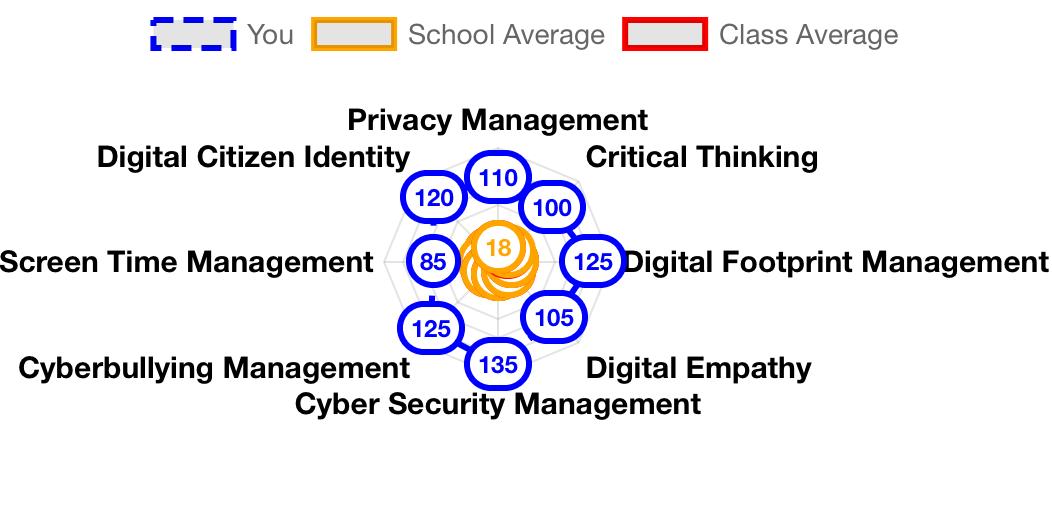 You School Average Class Average
Privacy Management
Digital Citizen Identity Critical Thinking
110
120 100
18
Screen Time Management 85 125 Digital Footprint Management
125 105
135
Cyberbullying Management Digital Empathy
Cyber Security Management